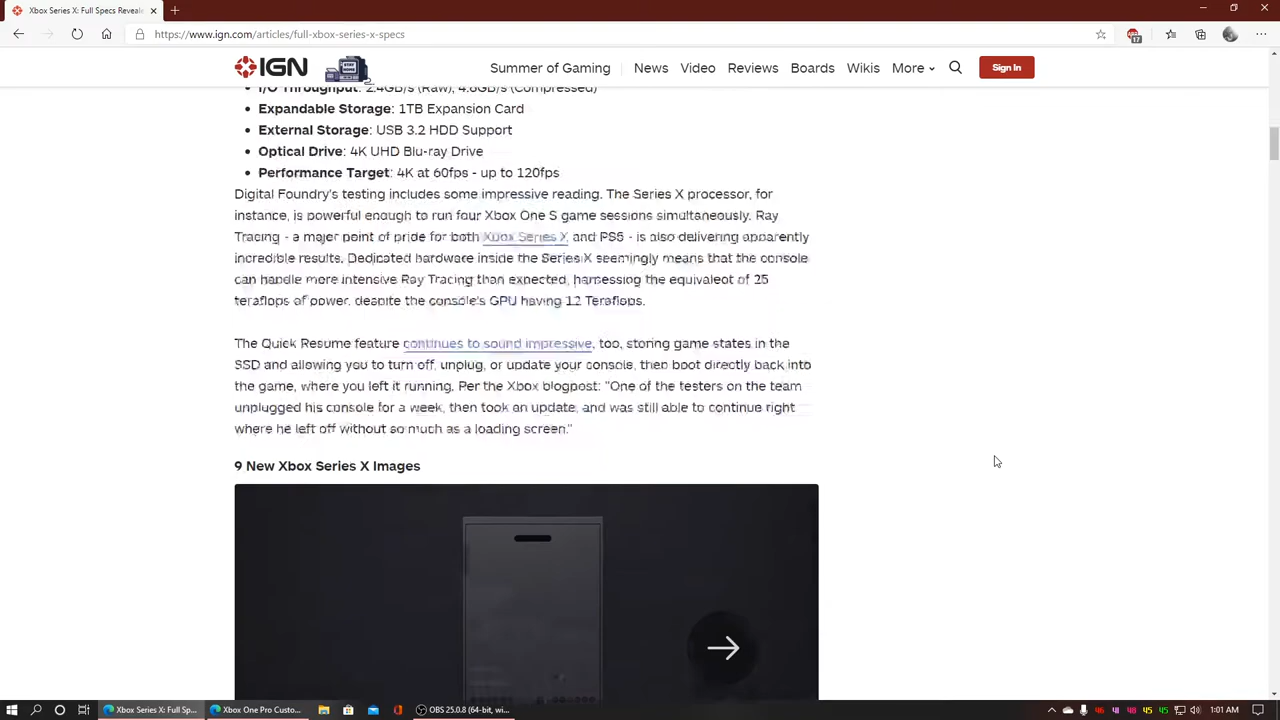 Xbox Series X: Full Specs Reveale
https://www.ign.com/articles/full-xbox-series-x-specs
17
IGN
Summer of Gaming
News
Video
Reviews
Boards
Wikis
More
Sign In
I/O Throughput: 2.4GB/s (Raw), 4.8GB/s (Compressed)
Expandable Storage: 1TB Expansion Card
External Storage: USB 3.2 HDD Support
Optical Drive: 4K UHD Blu-ray Drive
Performance Target: 4K at 60fps - up to 120fps
Digital Foundry's testing includes some impressive reading. The Series X processor, for
instance, is powerful enough to run four Xbox One S game sessions simultaneously. Ray
Tracing - a major point of pride for both Xbox Series X and PS5 - is also delivering apparently
incredible results. Dedicated hardware inside the Series X seemingly means that the console
can handle more intensive Ray Tracing than expected, harnessing the equivalent of 25
teraflops of power, despite the console's GPU having 12 Teraflops.
The Quick Resume feature continues to sound impressive, too, storing game states in the
SSD and allowing you to turn off, unplug, or update your console, then boot directly back into
the game, where you left it running. Per the Xbox blogpost: "One of the testers on the team
unplugged his console for a week, then took an update, and was still able to continue right
where he left off without so much as a loading screen."
9 New Xbox Series X Images
Xbox Series X: Full Sp...
Xbox One Pro Custo...
OBS 25.0.8 (64-bit, wi...
1:01 AM